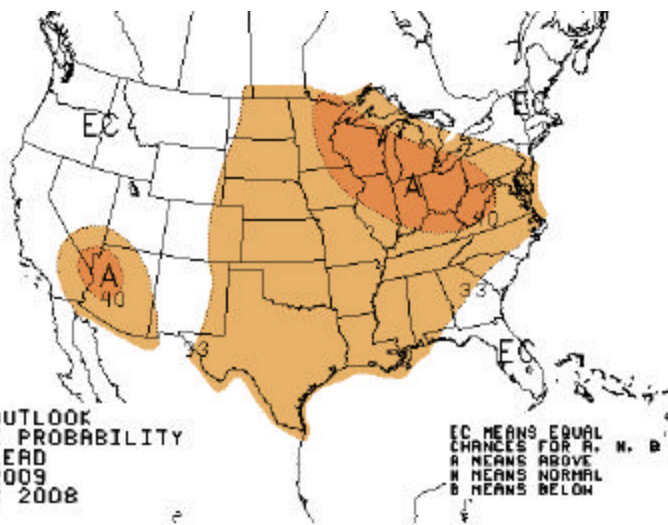 EC
EC
A
40
A
40
33
33
EC
OUTLOOK
PROBABILITY
EAD
2008
EC MEANS EQUAL
CHANCES FOR A, N, B
A MEANS ABOVE
N MEANS NORMAL
B MEANS BELOW